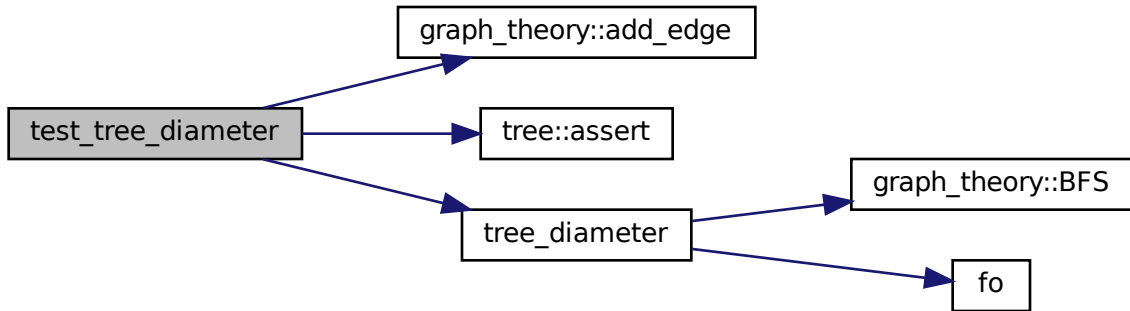 graph_theory::add_edge
test_tree_diameter
tree::assert
graph_theory::BFS
tree_diameter
fo